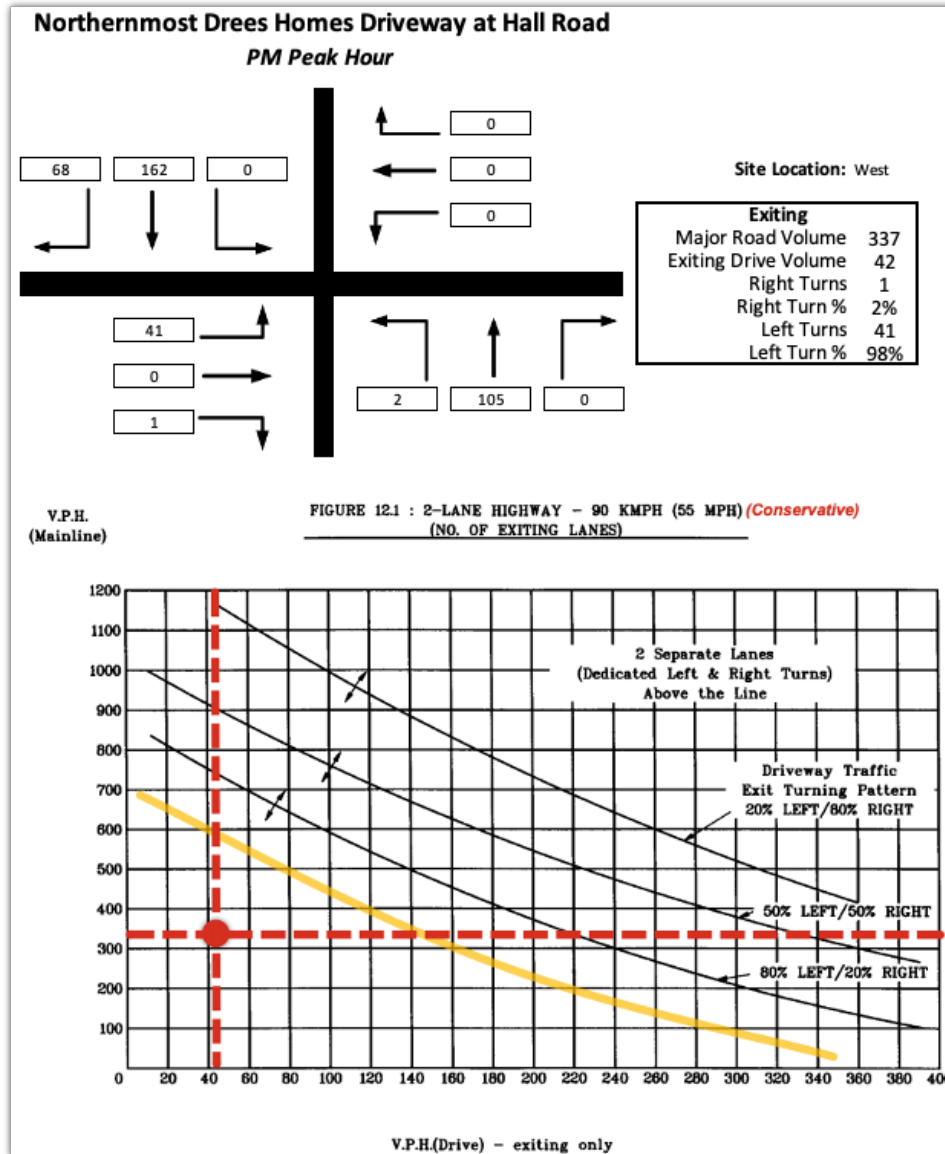 Northernmost Drees Homes Driveway at Hall Road
PM Peak Hour
0
68 162 0
0
0
Site Location: West
Exiting
Major Road Volume 337
Exiting Drive Volume 42
Right Turns 1
Right Turn % 2%
Left Turns 41
Left Turn % 98%
41
0
1
2 105 0
V.P.H.
(Mainline)
FIGURE 12.1 : 2-LANE HIGHWAY - 90 KMPH (55 MPH) (Conservative)
(NO. OF EXITING LANES)
1200
1100
1000
900
800
700
600
500
400
300
200
100
2 Separate Lanes
(Dedicated Left & Right Turns)
Above the Line
Driveway Traffic
Exit Turning Pattern
20% LEFT/80% RIGHT
50% LEFT/50% RIGHT
80% LEFT/20% RIGHT
0 20 40 60 80 100 120 140 160 180 200 220 240 260 280 300 320 340 360 380 40
V.P.H.(Drive) - exiting only